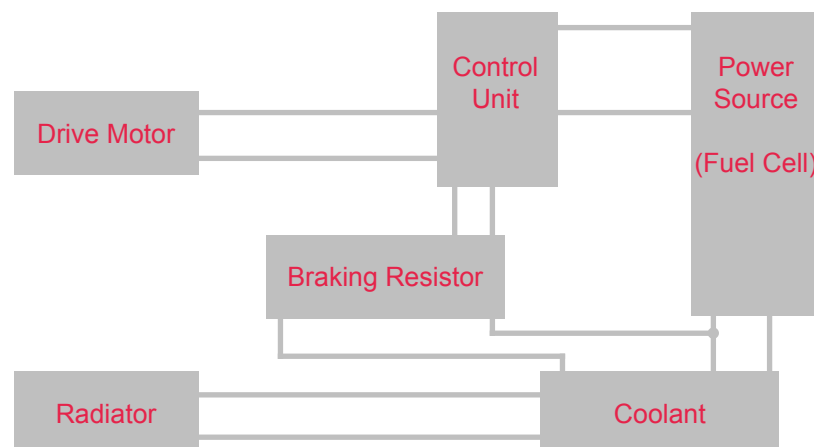 Control
Unit
Power
Source
(Fuel Cell)
Drive Motor
Braking Resistor
Radiator
Coolant